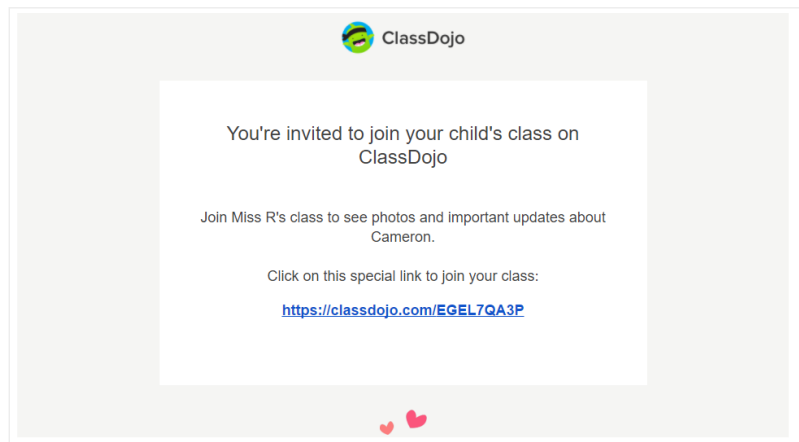 ClassDojo
You're invited to join your child's class on
ClassDojo
Join Miss R's class to see photos and important updates about
Cameron.
Click on this special link to join your class:
https://classdojo.com/EGEL7QA3P